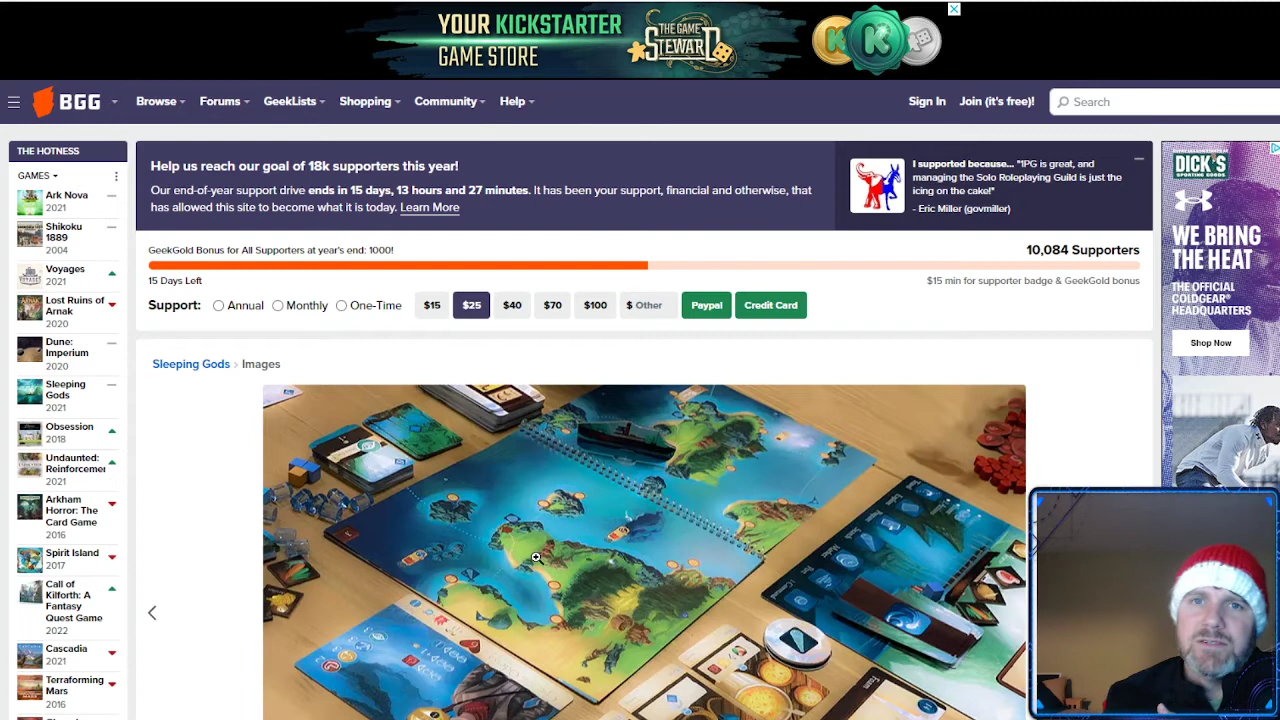 YOUR KICKSTARTER
GAME STORE
THE GAME
STEWARD
K
K
BGG
Browse
Forums
GeekLists
Shopping
Community
Help
Sign In
Join (it's free)!
Search
THE HOTNESS
GAMES
Ark Nova
2021
Shikoku
1889
2004
Voyages
2021
Lost Ruins of
Arnak
2020
Dune:
Imperium
2020
Sleeping
Gods
2021
Obsession
2018
Undaunted:
Reinforcemen
2021
Arkham
Horror: The
Card Game
2016
Spirit Island
2017
Call of
Kilforth: A
Fantasy
Quest Game
2022
Cascadia
2021
Terraforming
Mars
2016
Help us reach our goal of 18k supporters this year!
Our end-of-year support drive ends in 15 days, 13 hours and 27 minutes. It has been your support, financial and otherwise, that
has allowed this site to become what it is today. Learn More
I supported because... "1PG is great, and
managing the Solo Roleplaying Guild is just the
icing on the cake!"
- Eric Miller (govmiller)
GeekGold Bonus for All Supporters at year's end: 1000!
10,084 Supporters
15 Days Left
$15 min for supporter badge & GeekGold bonus
Support:
Annual
Monthly
One-Time
$15
$25
$40
$70
$100
$ Other
Paypal
Credit Card
Sleeping Gods > Images
DICK'S
SPORTING GOODS
WE BRING
THE HEAT
THE OFFICIAL
COLDGEAR®
HEADQUARTERS
Shop Now